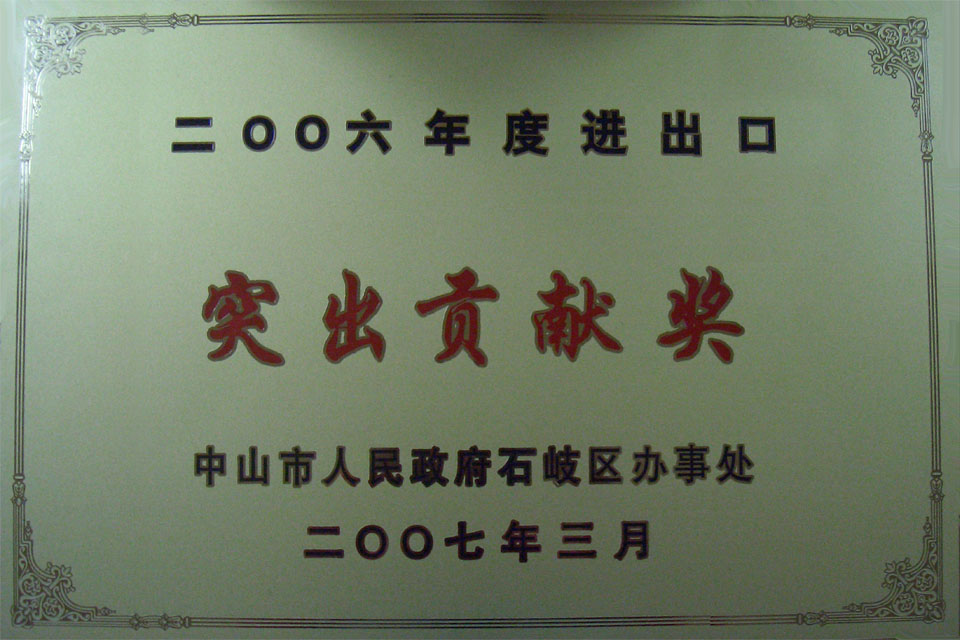 二〇〇六年度进出口
突出贡献奖
中山市人民政府石岐区办事处
二〇〇七年三月